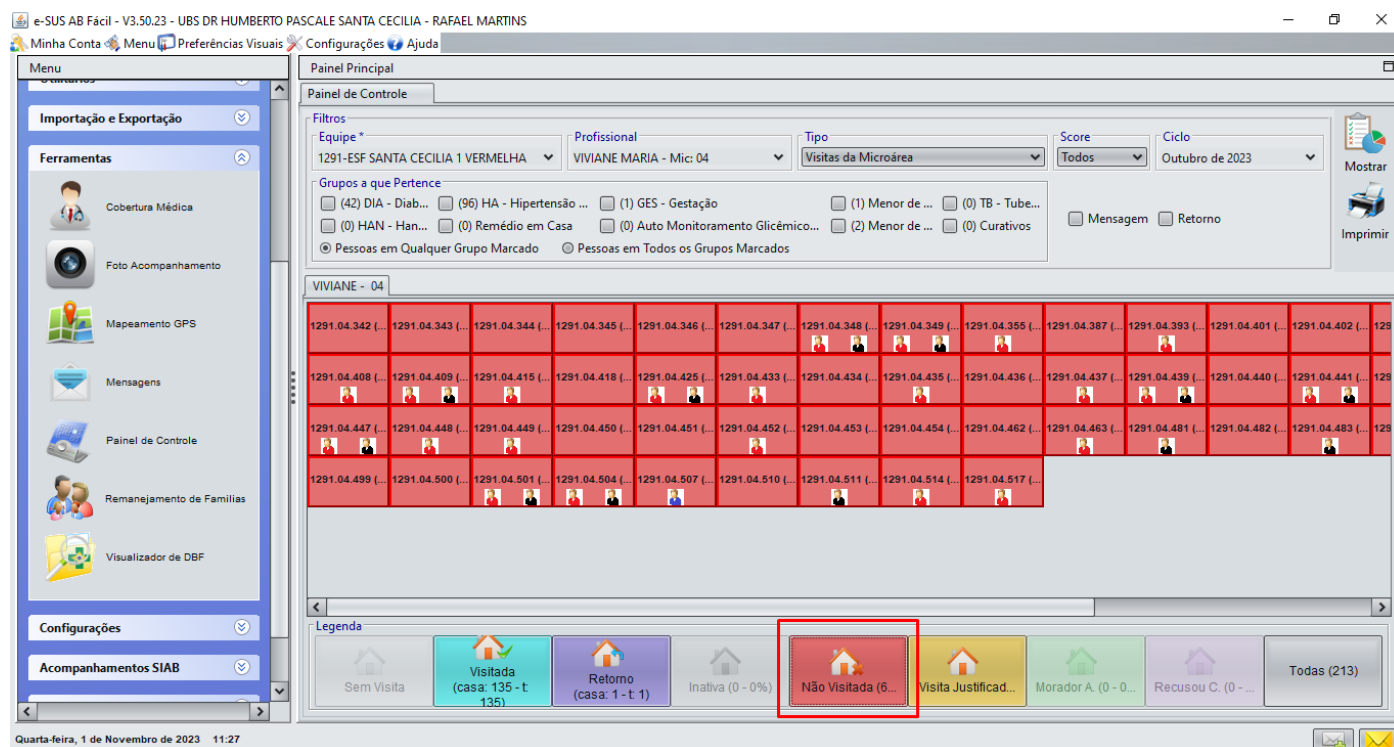 e-SUS AB Fácil - V3.50.23 - UBS DR HUMBERTO PASCALE SANTA CECILIA - RAFAEL MARTINS
Minha Conta Menu Preferências Visuais Configurações Ajuda
Menu
Importação e Exportação
Ferramentas
Cobertura Médica
Foto Acompanhamento
Mapeamento GPS
Mensagens
Painel de Controle
Remanejamento de Famílias
Visualizador de DBF
Configurações
Acompanhamentos SIAB
Painel Principal
Painel de Controle
Filtros
Equipe * Profissional Tipo Score Ciclo
1291-ESF SANTA CECILIA 1 VERMELHA VIVIANE MARIA - Mic: 04 Visitas da Microárea Todos Outubro de 2023
Mostrar
Imprimir
Grupos a que Pertence
(42) DIA - Diab... (96) HA - Hipertensão ... (1) GES - Gestação (1) Menor de ... (0) TB - Tube...
(0) HAN - Han... (0) Remédio em Casa (0) Auto Monitoramento Glicêmico... (2) Menor de ... (0) Curativos
Mensagem Retorno
Pessoas em Qualquer Grupo Marcado Pessoas em Todos os Grupos Marcados
VIVIANE - 04
1291.04.342 (... 1291.04.343 (... 1291.04.344 (... 1291.04.345 (... 1291.04.346 (... 1291.04.347 (... 1291.04.348 (... 1291.04.349 (... 1291.04.355 (... 1291.04.387 (... 1291.04.393 (... 1291.04.401 (... 1291.04.402 (... 129
1291.04.408 (... 1291.04.409 (... 1291.04.415 (... 1291.04.418 (... 1291.04.425 (... 1291.04.433 (... 1291.04.434 (... 1291.04.435 (... 1291.04.436 (... 1291.04.437 (... 1291.04.439 (... 1291.04.440 (... 1291.04.441 (... 129
1291.04.447 (... 1291.04.448 (... 1291.04.449 (... 1291.04.450 (... 1291.04.451 (... 1291.04.452 (... 1291.04.453 (... 1291.04.454 (... 1291.04.462 (... 1291.04.463 (... 1291.04.481 (... 1291.04.482 (... 1291.04.483 (... 129
1291.04.499 (... 1291.04.500 (... 1291.04.501 (... 1291.04.504 (... 1291.04.507 (... 1291.04.510 (... 1291.04.511 (... 1291.04.514 (... 1291.04.517 (...
Legenda
Sem Visita
Visitada
(casa: 135 - t:
135)
Retorno
(casa: 1 - t: 1)
Inativa (0 - 0%)
Não Visitada (6...
Visita Justificad...
Morador A. (0 - 0...
Recusou C. (0 - ...
Todas (213)
Quarta-feira, 1 de Novembro de 2023 11:27